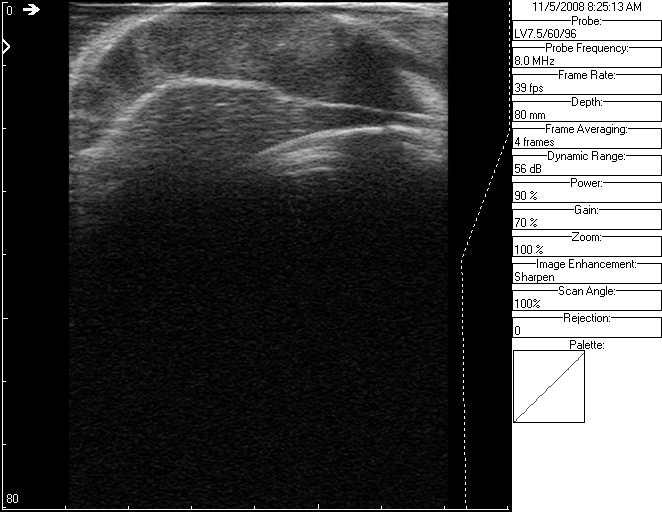 0
80
11/5/2008 8:25:13 AM
Probe:
LV7.5/60/96
Probe Frequency:
8.0 MHz
Frame Rate:
39 fps
Depth:
80 mm
Frame Averaging:
4 frames
Dynamic Range:
56 dB
Power:
90 %
Gain:
70 %
Zoom:
100 %
Image Enhancement:
Sharpen
Scan Angle:
100%
Rejection:
0
Palette: